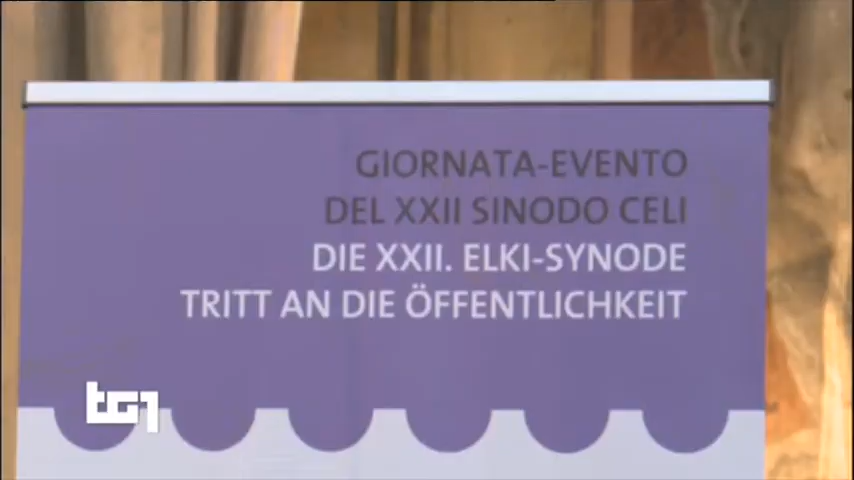 GIORNATA-EVENTO
DEL XXII SINODO CELI
DIE XXII. ELKI-SYNODE
TRITT AN DIE ÖFFENTLICHKEIT
tg1